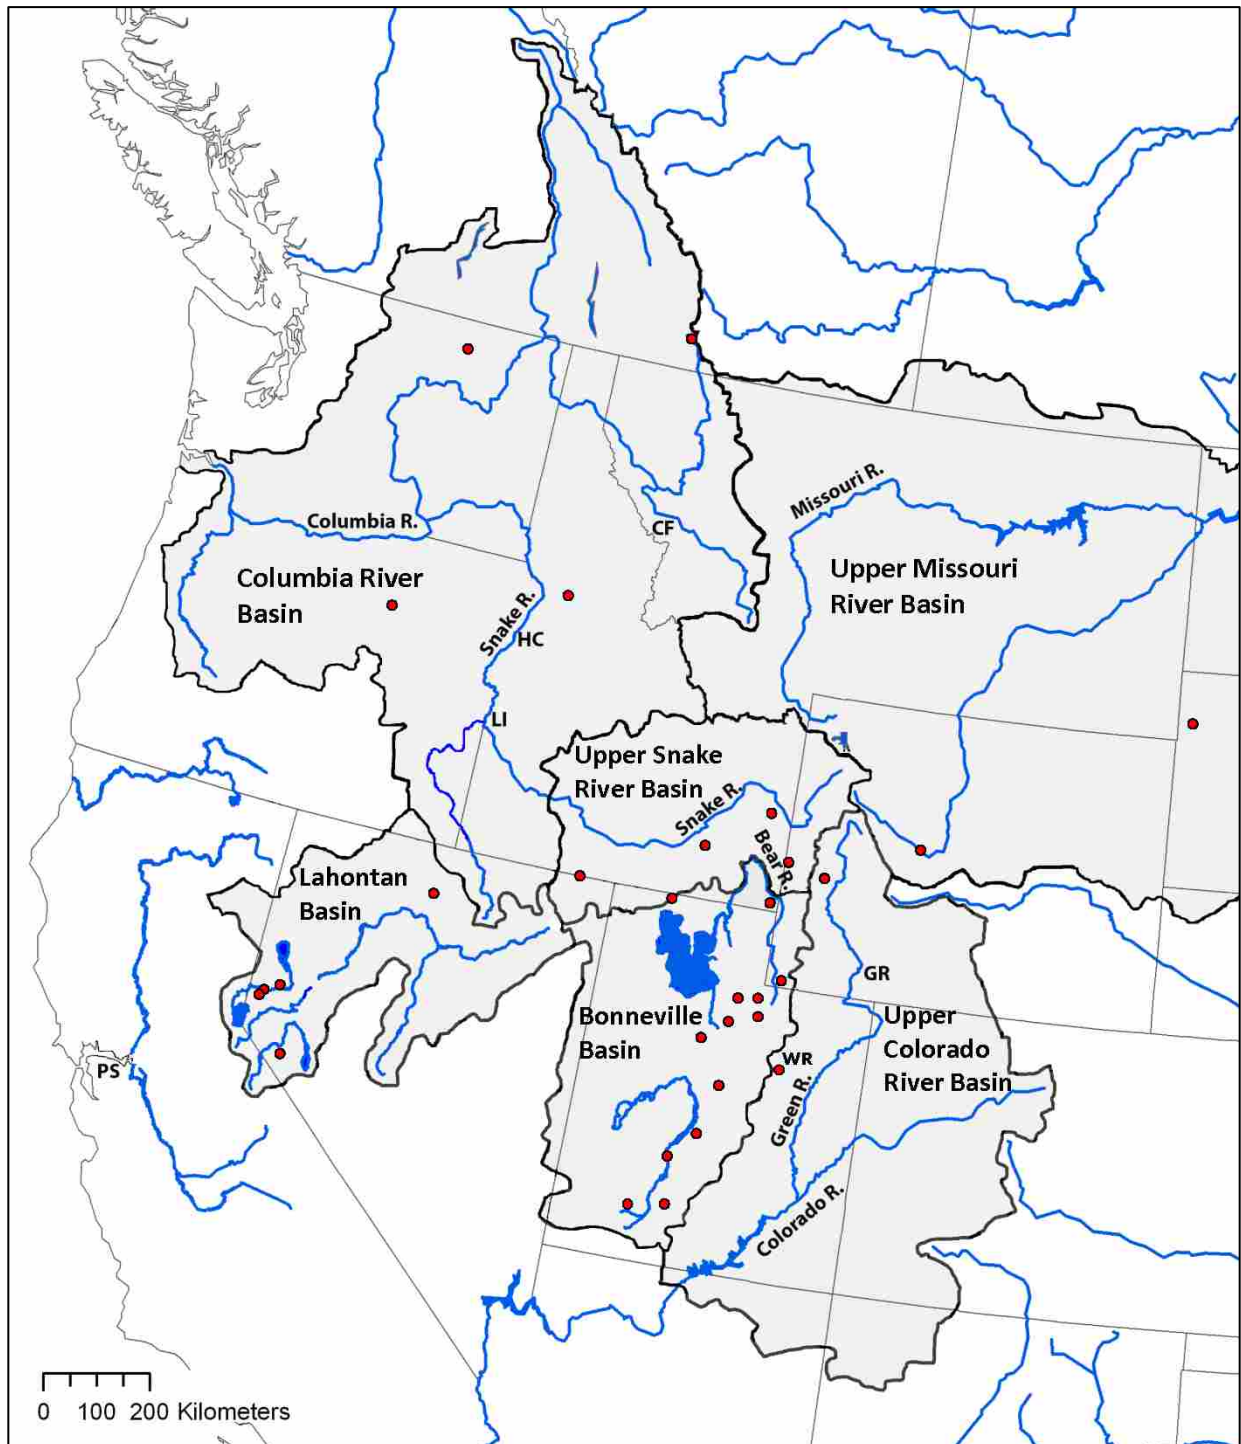 Missouri R.
Columbia R.
CF
Columbia River
Basin
Upper Missouri
River Basin
Snake R.
HC
LI
Upper Snake
River Basin
Snake R.
Bear R.
Lahontan
Basin
GR
Bonneville
Basin
Upper
Colorado
River Basin
PS
WR
Green R.
Colorado R.
0 100 200 Kilometers